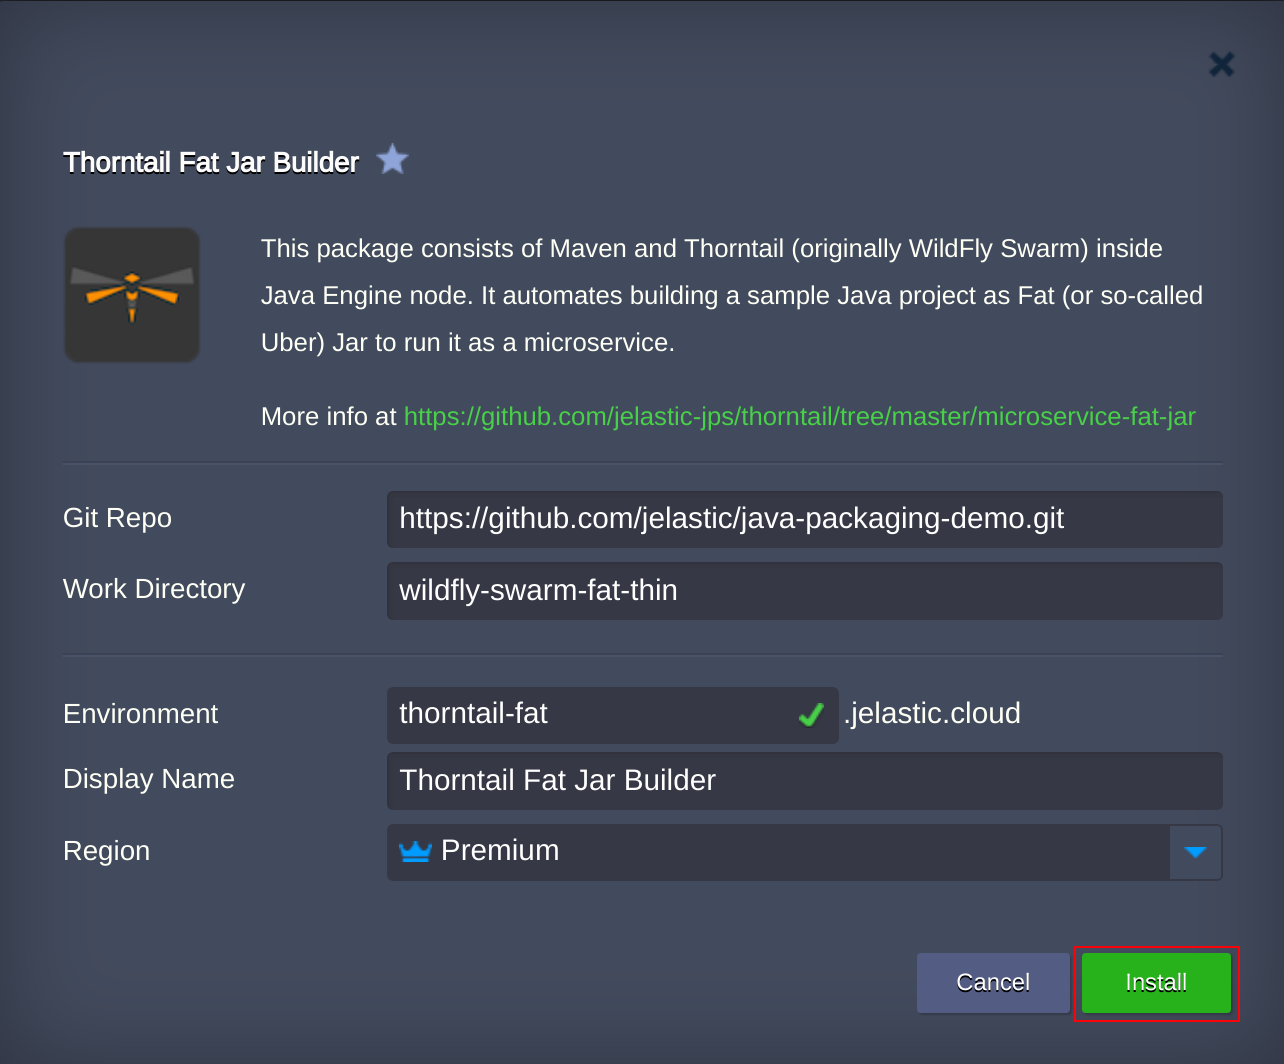 Thorntail Fat Jar Builder
This package consists of Maven and Thorntail (originally WildFly Swarm) inside
Java Engine node. It automates building a sample Java project as Fat (or so-called
Uber) Jar to run it as a microservice.
More info at https://github.com/jelastic-jps/thorntail/tree/master/microservice-fat-jar
Git Repo https://github.com/jelastic/java-packaging-demo.git
Work Directory wildfly-swarm-fat-thin
Environment thorntail-fat .jelastic.cloud
Display Name Thorntail Fat Jar Builder
Region Premium
Cancel Install